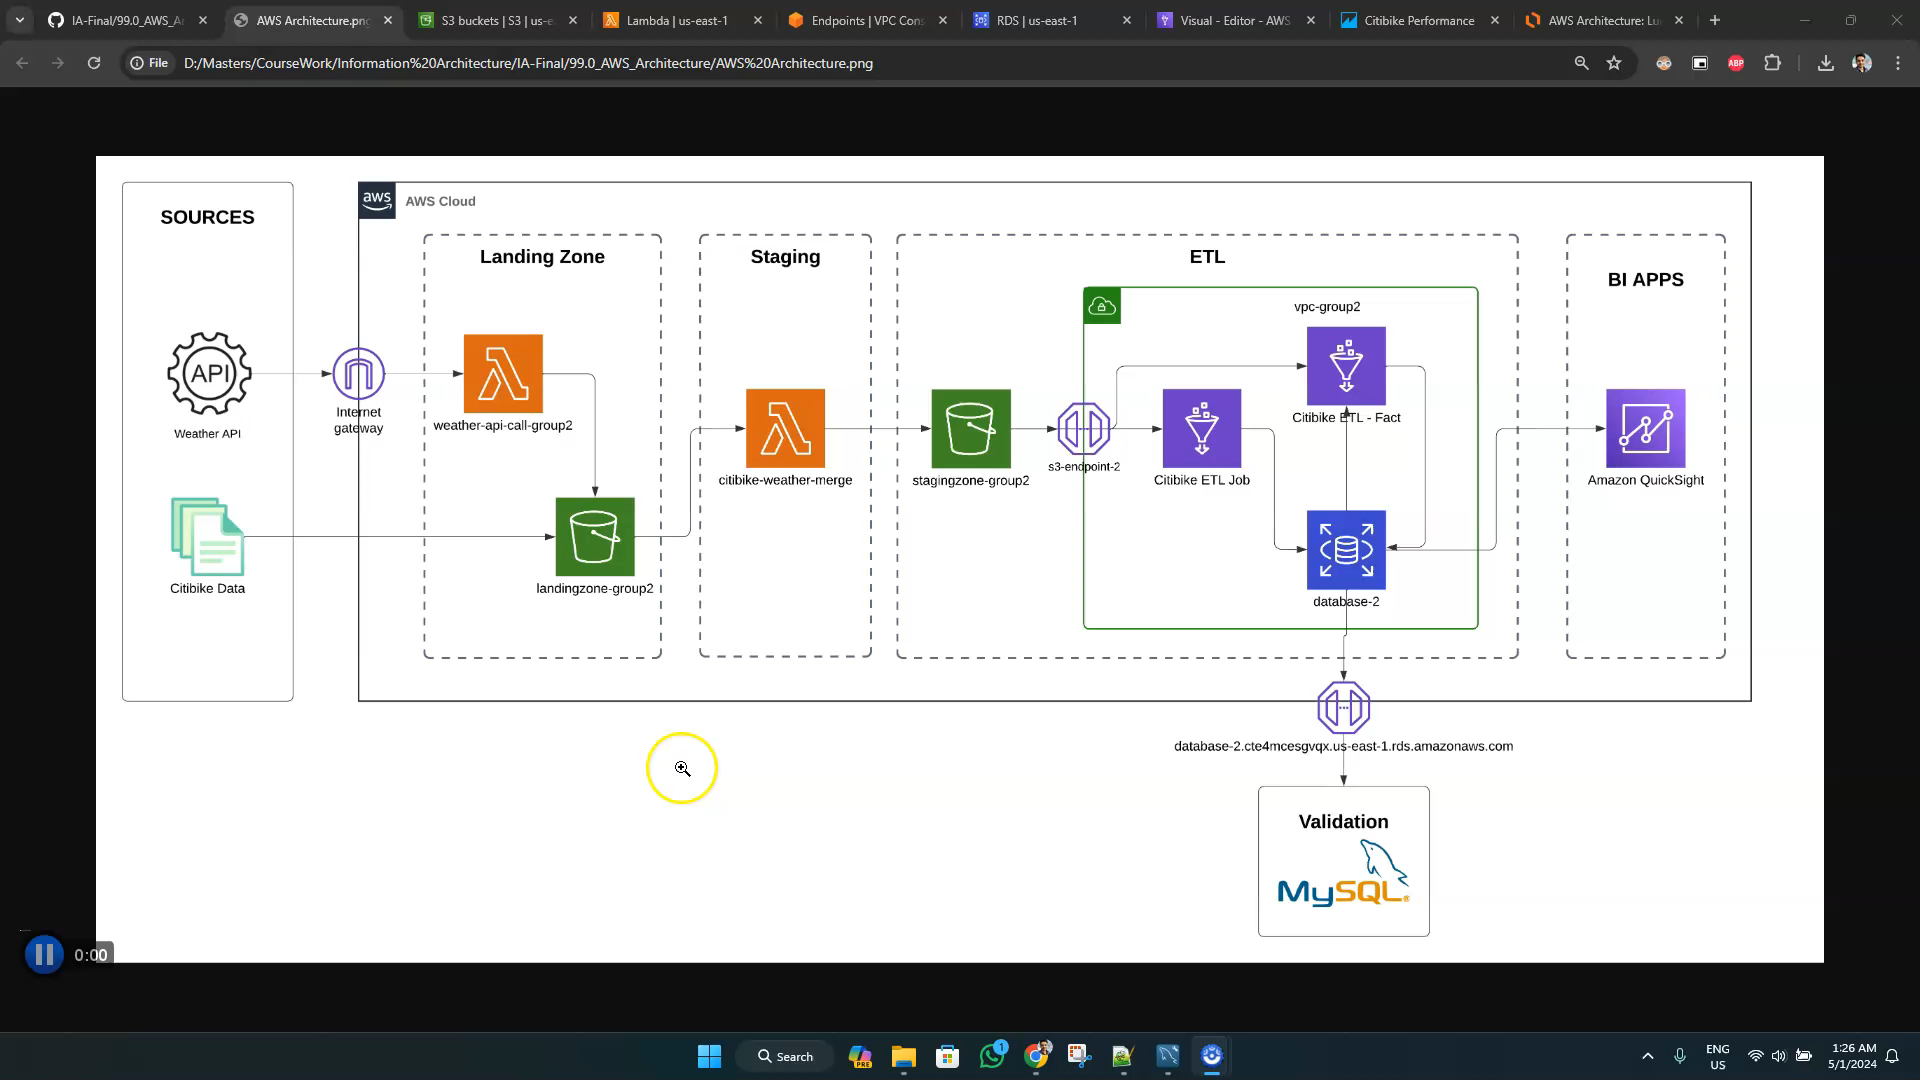 IA-Final/99.0_AWS_A
AWS Architecture.png
S3 buckets | S3 | us-e
Lambda | us-east-1
Endpoints | VPC Con
RDS | us-east-1
Visual - Editor - AWS
Citibike Performance
AWS Architecture: Lu
File
D:/Masters/CourseWork/Information%20Architecture/IA-Final/99.0_AWS_Architecture/AWS%20Architecture.png
ABP
SOURCES
aws
AWS Cloud
Landing Zone
Staging
ETL
BI APPS
vpc-group2
API
Weather API
Internet
gateway
weather-api-call-group2
Citibike ETL - Fact
citibike-weather-merge
stagingzone-group2
s3-endpoint-2
Citibike ETL Job
Amazon QuickSight
Citibike Data
landingzone-group2
database-2
database-2.cte4mcesgvqx.us-east-1.rds.amazonaws.com
Validation
MySQL
0:00
Search
PRE
1
ENG
US
1:26 AM
5/1/2024